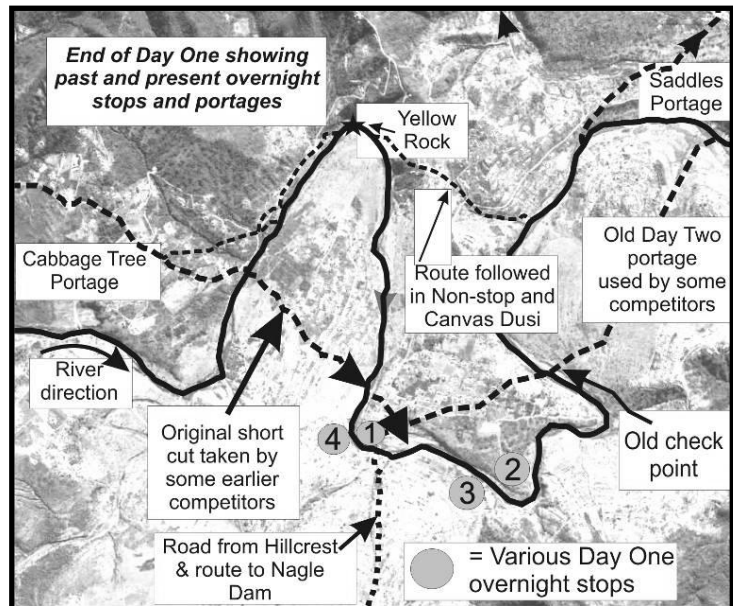 End of Day One showing
past and present overnight
stops and portages
Yellow
Rock
Saddles
Portage
Cabbage Tree
Portage
Route followed
in Non-stop and
Canvas Dusi
Old Day Two
portage
used by some
competitors
River
direction
Original short
cut taken by
some earlier
competitors
4
1
2
3
Old check
point
Road from Hillcrest
& route to Nagle
Dam
= Various Day One
overnight stops